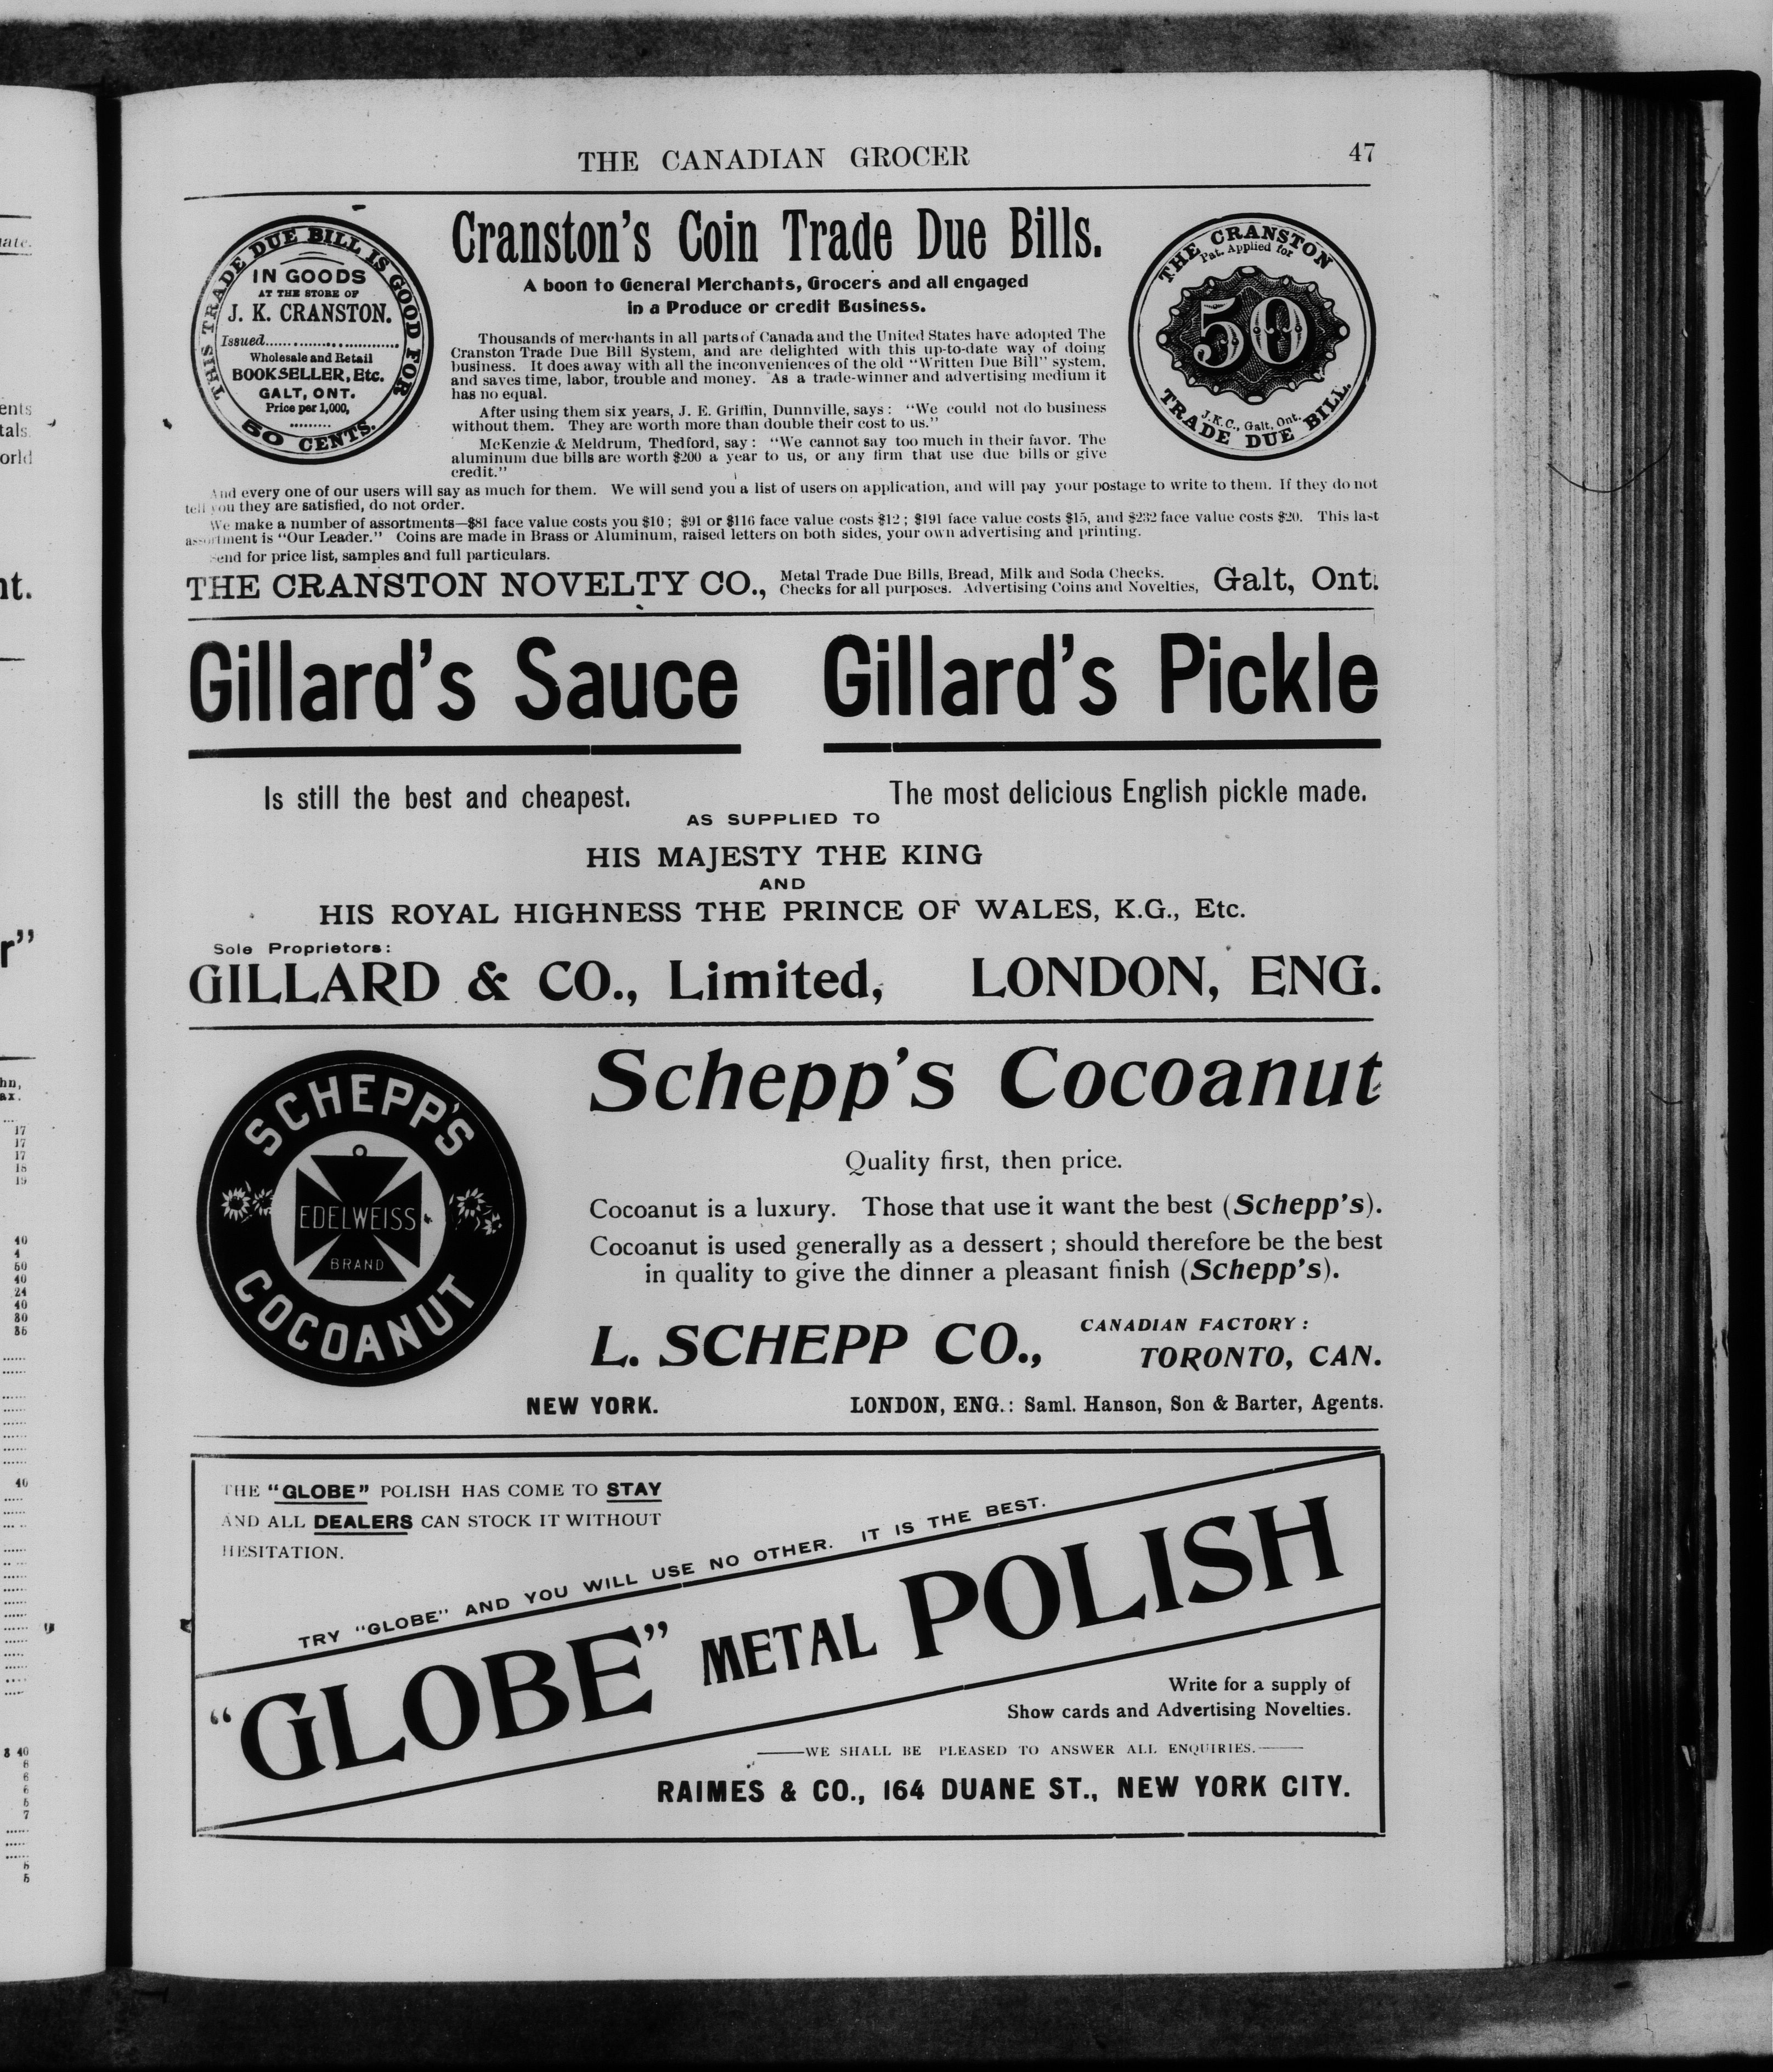 THE CANADIAN GROCER
47
THIS TRADE DUE BILL IS GOOD FOR
IN GOODS
AT THE STORE OF
J. K. CRANSTON.
Issued..............................
Wholesale and Retail
BOOKSELLER, Etc.
GALT, ONT.
Price per 1,000,
.........
50 CENTS.
Cranston's Coin Trade Due Bills.
A boon to General Merchants, Grocers and all engaged
in a Produce or credit Business.
Thousands of merchants in all parts of Canada and the United States have adopted The
Cranston Trade Due Bill System, and are delighted with this up-to-date way of doing
business. It does away with all the inconveniences of the old "Written Due Bill" system,
and saves time, labor, trouble and money. As a trade-winner and advertising medium it
has no equal.
After using them six years, J. E. Griffin, Dunnville, says: "We could not do business
without them. They are worth more than double their cost to us."
McKenzie & Meldrum, Thedford, say: "We cannot say too much in their favor. The
aluminum due bills are worth $200 a year to us, or any firm that use due bills or give
credit."
THE CRANSTON
Pat. Applied for
50
J.K.C., Galt, Ont.
TRADE DUE BILL.
And every one of our users will say as much for them. We will send you a list of users on application, and will pay your postage to write to them. If they do not
tell you they are satisfied, do not order.
We make a number of assortments—$81 face value costs you $10; $91 or $116 face value costs $12; $191 face value costs $15, and $232 face value costs $20. This last
assortment is "Our Leader." Coins are made in Brass or Aluminum, raised letters on both sides, your own advertising and printing.
Send for price list, samples and full particulars.
THE CRANSTON NOVELTY CO.,
Metal Trade Due Bills, Bread, Milk and Soda Checks.
Checks for all purposes. Advertising Coins and Novelties,
Galt, Ont.
Gillard's Sauce
Gillard's Pickle
Is still the best and cheapest.
The most delicious English pickle made.
AS SUPPLIED TO
HIS MAJESTY THE KING
AND
HIS ROYAL HIGHNESS THE PRINCE OF WALES, K.G., Etc.
Sole Proprietors:
GILLARD & CO., Limited, LONDON, ENG.
SCHEPP'S
EDELWEISS
BRAND
COCOANUT
Schepp's Cocoanut
Quality first, then price.
Cocoanut is a luxury. Those that use it want the best (Schepp's).
Cocoanut is used generally as a dessert; should therefore be the best
in quality to give the dinner a pleasant finish (Schepp's).
L. SCHEPP CO.,
CANADIAN FACTORY:
TORONTO, CAN.
NEW YORK.
LONDON, ENG.: Saml. Hanson, Son & Barter, Agents.
THE "GLOBE" POLISH HAS COME TO STAY
AND ALL DEALERS CAN STOCK IT WITHOUT
HESITATION.
TRY "GLOBE" AND YOU WILL USE NO OTHER. IT IS THE BEST.
"GLOBE" METAL POLISH
Write for a supply of
Show cards and Advertising Novelties.
WE SHALL BE PLEASED TO ANSWER ALL ENQUIRIES.
RAIMES & CO., 164 DUANE ST., NEW YORK CITY.